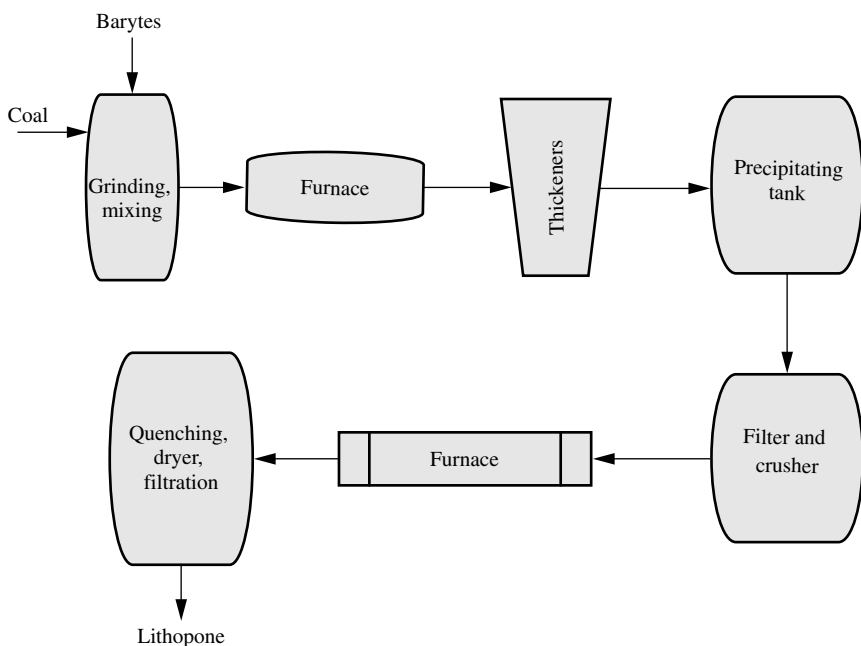 Barytes
Coal
Grinding,
mixing
Furnace
Thickeners
Precipitating
tank
Quenching,
dryer,
filtration
Furnace
Filter and
crusher
Lithopone